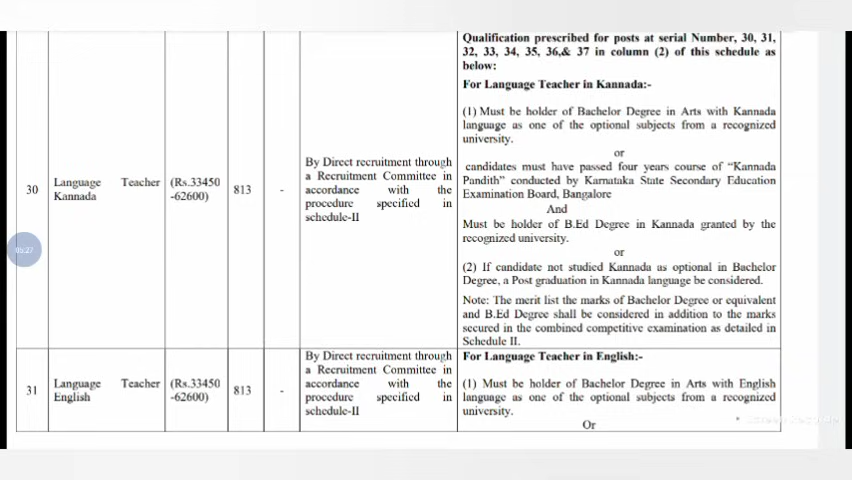 Qualification prescribed for posts at serial Number, 30, 31,
32, 33, 34, 35, 36,& 37 in column (2) of this schedule as
below:
For Language Teacher in Kannada:-
30
Language Teacher
Kannada
(Rs.33450
-62600)
813
-
By Direct recruitment through
a Recruitment Committee in
accordance with the
procedure specified in
schedule-II
(1) Must be holder of Bachelor Degree in Arts with Kannada
language as one of the optional subjects from a recognized
university.
or
candidates must have passed four years course of "Kannada
Pandith" conducted by Karnataka State Secondary Education
Examination Board, Bangalore
And
Must be holder of B.Ed Degree in Kannada granted by the
recognized university.
or
(2) If candidate not studied Kannada as optional in Bachelor
Degree, a Post graduation in Kannada language be considered.
Note: The merit list the marks of Bachelor Degree or equivalent
and B.Ed Degree shall be considered in addition to the marks
secured in the combined competitive examination as detailed in
Schedule II.
05:27
31
Language Teacher
English
(Rs.33450
-62600)
813
-
By Direct recruitment through
a Recruitment Committee in
accordance with the
procedure specified in
schedule-II
For Language Teacher in English:-
(1) Must be holder of Bachelor Degree in Arts with English
language as one of the optional subjects from a recognized
university.
Or